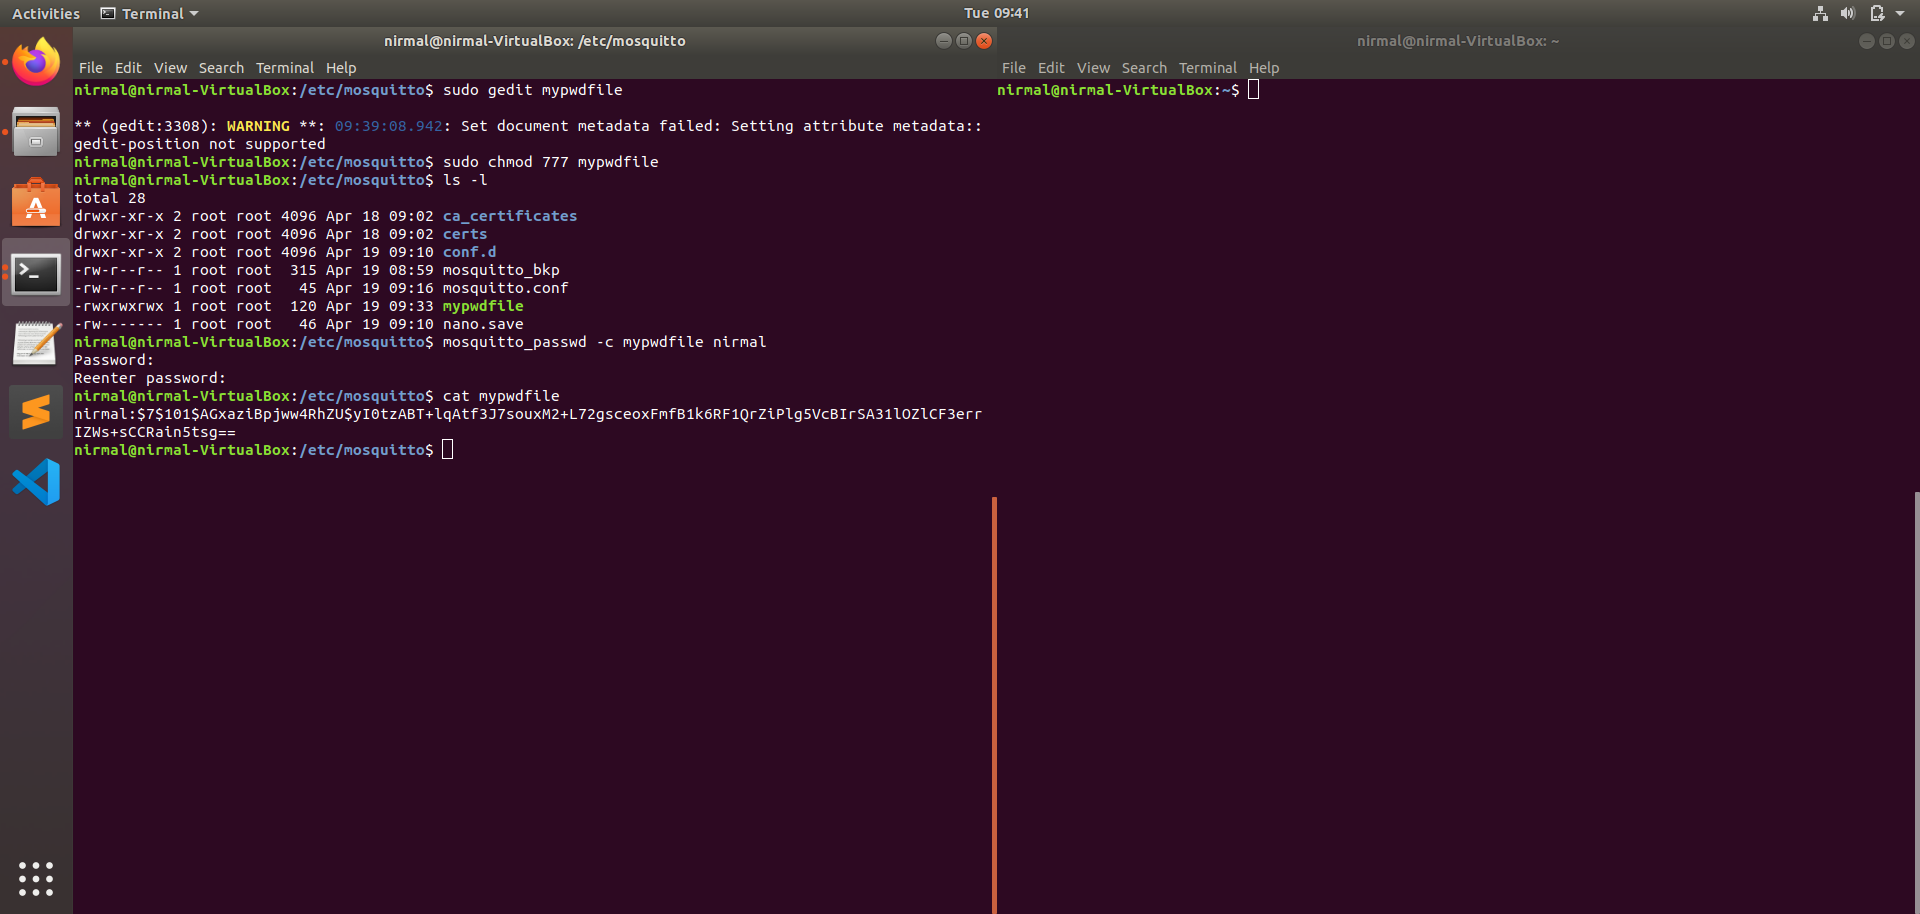 Activities Terminal Tue 09:41
nirmal@nirmal-VirtualBox: /etc/mosquitto
File Edit View Search Terminal Help
nirmal@nirmal-VirtualBox:/etc/mosquitto$ sudo gedit mypwdfile
** (gedit:3308): WARNING **: 09:39:08.942: Set document metadata failed: Setting attribute metadata::
gedit-position not supported
nirmal@nirmal-VirtualBox:/etc/mosquitto$ sudo chmod 777 mypwdfile
nirmal@nirmal-VirtualBox:/etc/mosquitto$ ls -l
total 28
drwxr-xr-x 2 root root 4096 Apr 18 09:02 ca_certificates
drwxr-xr-x 2 root root 4096 Apr 18 09:02 certs
drwxr-xr-x 2 root root 4096 Apr 19 09:10 conf.d
-rw-r--r-- 1 root root  315 Apr 19 08:59 mosquitto_bkp
-rw-r--r-- 1 root root   45 Apr 19 09:16 mosquitto.conf
-rwxrwxrwx 1 root root  120 Apr 19 09:33 mypwdfile
-rw------- 1 root root   46 Apr 19 09:10 nano.save
nirmal@nirmal-VirtualBox:/etc/mosquitto$ mosquitto_passwd -c mypwdfile nirmal
Password:
Reenter password:
nirmal@nirmal-VirtualBox:/etc/mosquitto$ cat mypwdfile
nirmal:$7$101$AGxaziBpjww4RhZU$yI0tzABT+lqAtf3J7souxM2+L72gsceoxFmfB1k6RF1QrZiPlg5VcBIrSA31lOZlCF3err
IZWs+sCCRain5tsg==
nirmal@nirmal-VirtualBox:/etc/mosquitto$
nirmal@nirmal-VirtualBox: ~
File Edit View Search Terminal Help
nirmal@nirmal-VirtualBox:~$